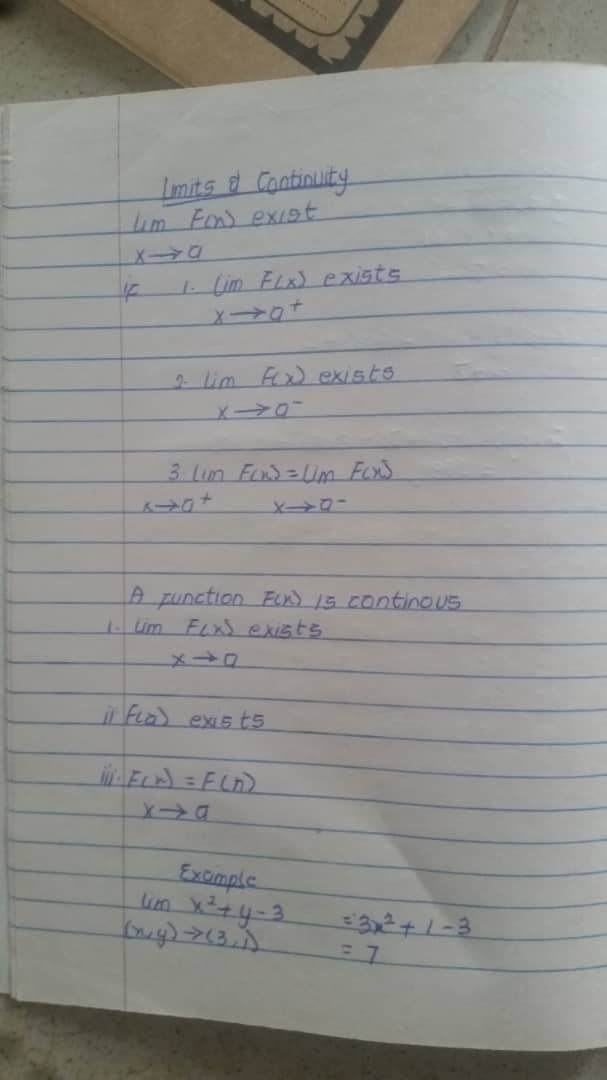 Limits & Continuity
lim F(x) exist
x→a
if 1. lim F(x) exists
x→a+
2. lim F(x) exists
x→a-
3. lim F(x) = lim F(x)
x→a+ x→a-
A function F(x) is continous
1. lim F(x) exists
x→a
ii F(a) exists
iii. F(x) = F(n)
x→a
Example
lim x²+y-3 = 3x²+1-3
(x,y)→(3,1) = 7